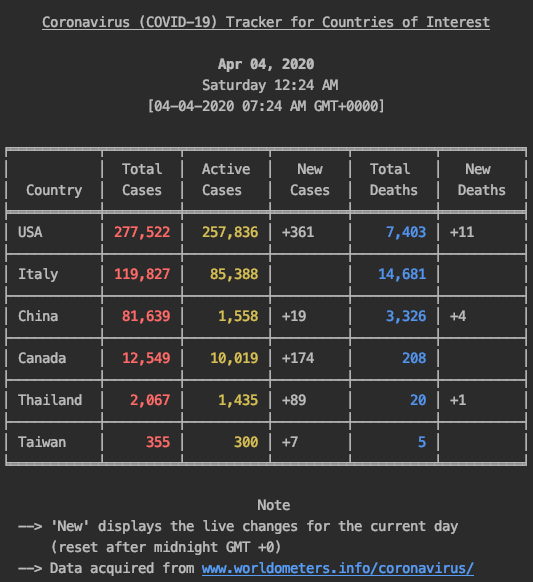 Coronavirus (COVID-19) Tracker for Countries of Interest
Apr 04, 2020
Saturday 12:24 AM
[04-04-2020 07:24 AM GMT+0000]
Total Active New Total New
Country Cases Cases Cases Deaths Deaths
USA 277,522 257,836 +361 7,403 +11
Italy 119,827 85,388 14,681
China 81,639 1,558 +19 3,326 +4
Canada 12,549 10,019 +174 208
Thailand 2,067 1,435 +89 20 +1
Taiwan 355 300 +7 5
Note
--> 'New' displays the live changes for the current day
(reset after midnight GMT +0)
--> Data acquired from www.worldometers.info/coronavirus/